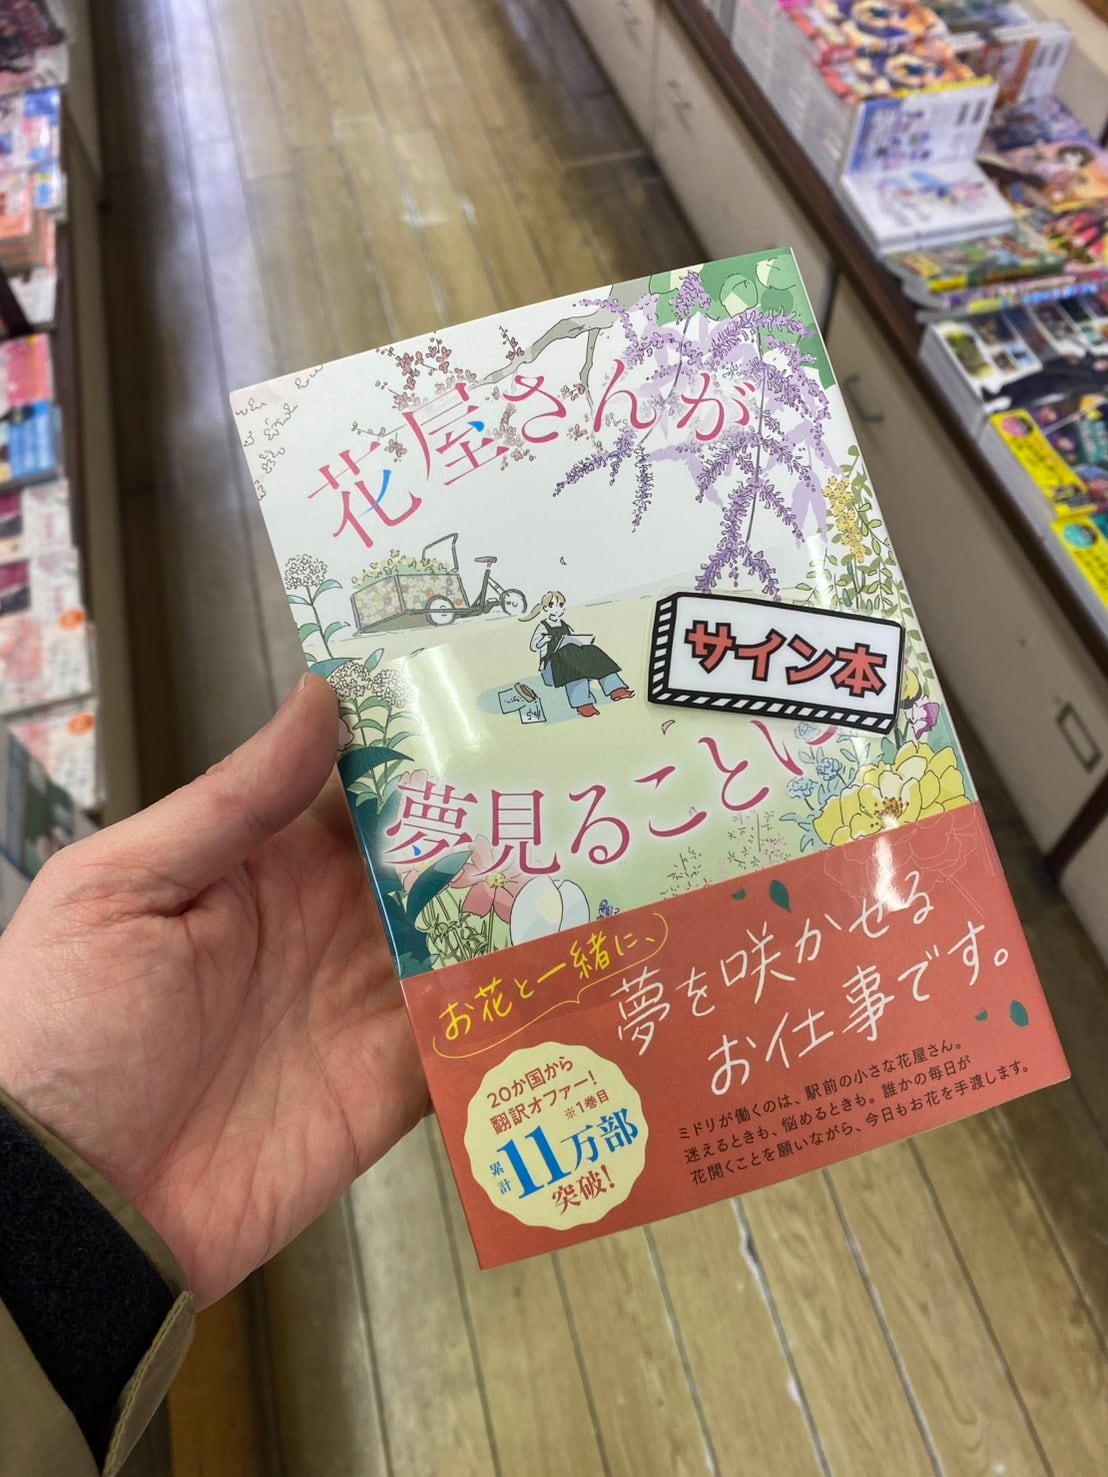 花屋さんが
サイン本
夢見ること
お花と一緒に、
夢を咲かせる
お仕事です。
20か国から
翻訳オファー!
※1巻目
累計
11万部
突破!
ミドリが働くのは、駅前の小さな花屋さん。
迷えるときも、悩めるときも。誰かの毎日が
花開くことを願いながら、今日もお花を手渡します。